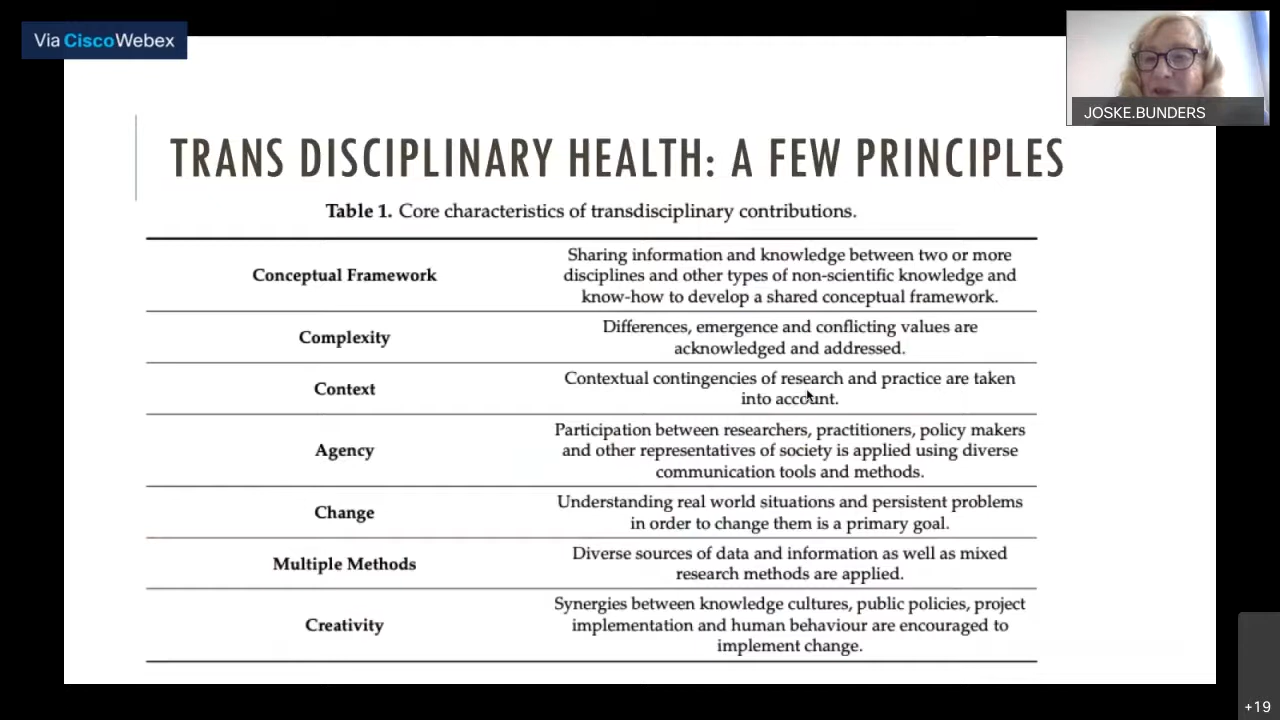 Via CiscoWebex
JOSKE.BUNDERS
TRANS DISCIPLINARY HEALTH: A FEW PRINCIPLES
Table 1. Core characteristics of transdisciplinary contributions.
Conceptual Framework
Sharing information and knowledge between two or more
disciplines and other types of non-scientific knowledge and
know-how to develop a shared conceptual framework.
Complexity
Differences, emergence and conflicting values are
acknowledged and addressed.
Context
Contextual contingencies of research and practice are taken
into account.
Agency
Participation between researchers, practitioners, policy makers
and other representatives of society is applied using diverse
communication tools and methods.
Change
Understanding real world situations and persistent problems
in order to change them is a primary goal.
Multiple Methods
Diverse sources of data and information as well as mixed
research methods are applied.
Creativity
Synergies between knowledge cultures, public policies, project
implementation and human behaviour are encouraged to
implement change.
+19